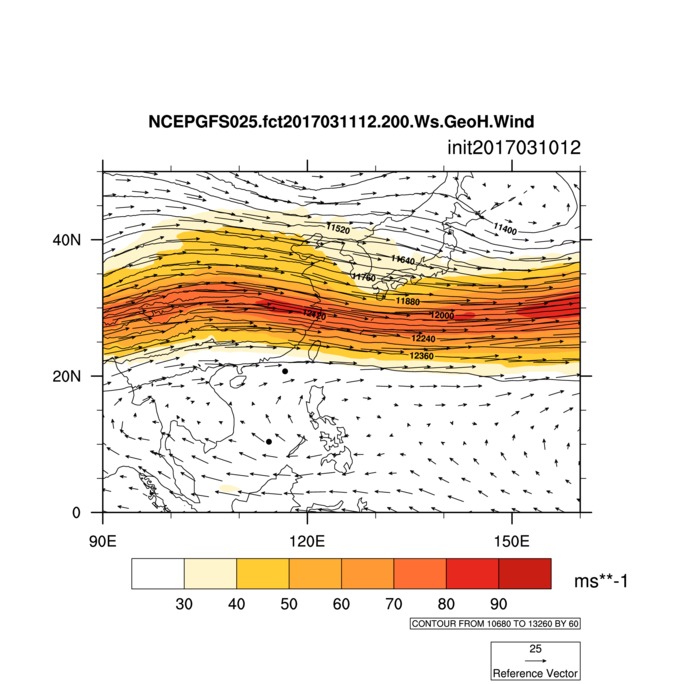 NCEPGFS025.fct2017031112.200.Ws.GeoH.Wind
init2017031012
11400
11520
40N
11640
11760
11880
12000
12120
12240
12360
20N
0
90E 120E 150E
ms**-1
30 40 50 60 70 80 90
CONTOUR FROM 10680 TO 13260 BY 60
25
Reference Vector